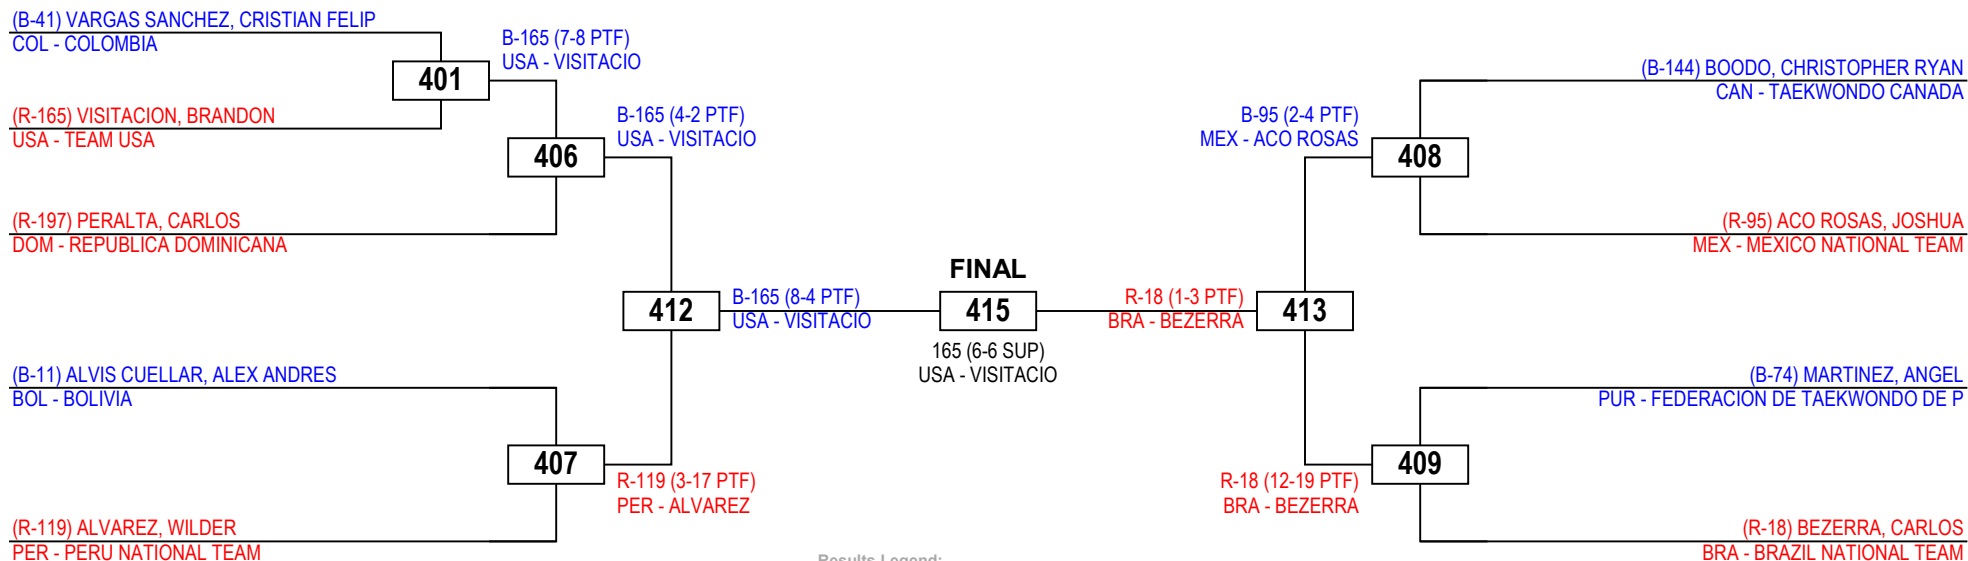 (B-41) VARGAS SANCHEZ, CRISTIAN FELIP
COL - COLOMBIA
B-165 (7-8 PTF)
USA - VISITACIO
401
(R-165) VISITACION, BRANDON
USA - TEAM USA
B-165 (4-2 PTF)
USA - VISITACIO
406
(R-197) PERALTA, CARLOS
DOM - REPUBLICA DOMINICANA
412
B-165 (8-4 PTF)
USA - VISITACIO
(B-11) ALVIS CUELLAR, ALEX ANDRES
BOL - BOLIVIA
407
R-119 (3-17 PTF)
PER - ALVAREZ
(R-119) ALVAREZ, WILDER
PER - PERU NATIONAL TEAM
FINAL
415
165 (6-6 SUP)
USA - VISITACIO
(B-144) BOODO, CHRISTOPHER RYAN
CAN - TAEKWONDO CANADA
B-95 (2-4 PTF)
MEX - ACO ROSAS
408
(R-95) ACO ROSAS, JOSHUA
MEX - MEXICO NATIONAL TEAM
R-18 (1-3 PTF)
BRA - BEZERRA
413
(B-74) MARTINEZ, ANGEL
PUR - FEDERACION DE TAEKWONDO DE P
409
R-18 (12-19 PTF)
BRA - BEZERRA
(R-18) BEZERRA, CARLOS
BRA - BRAZIL NATIONAL TEAM
Results Legend: